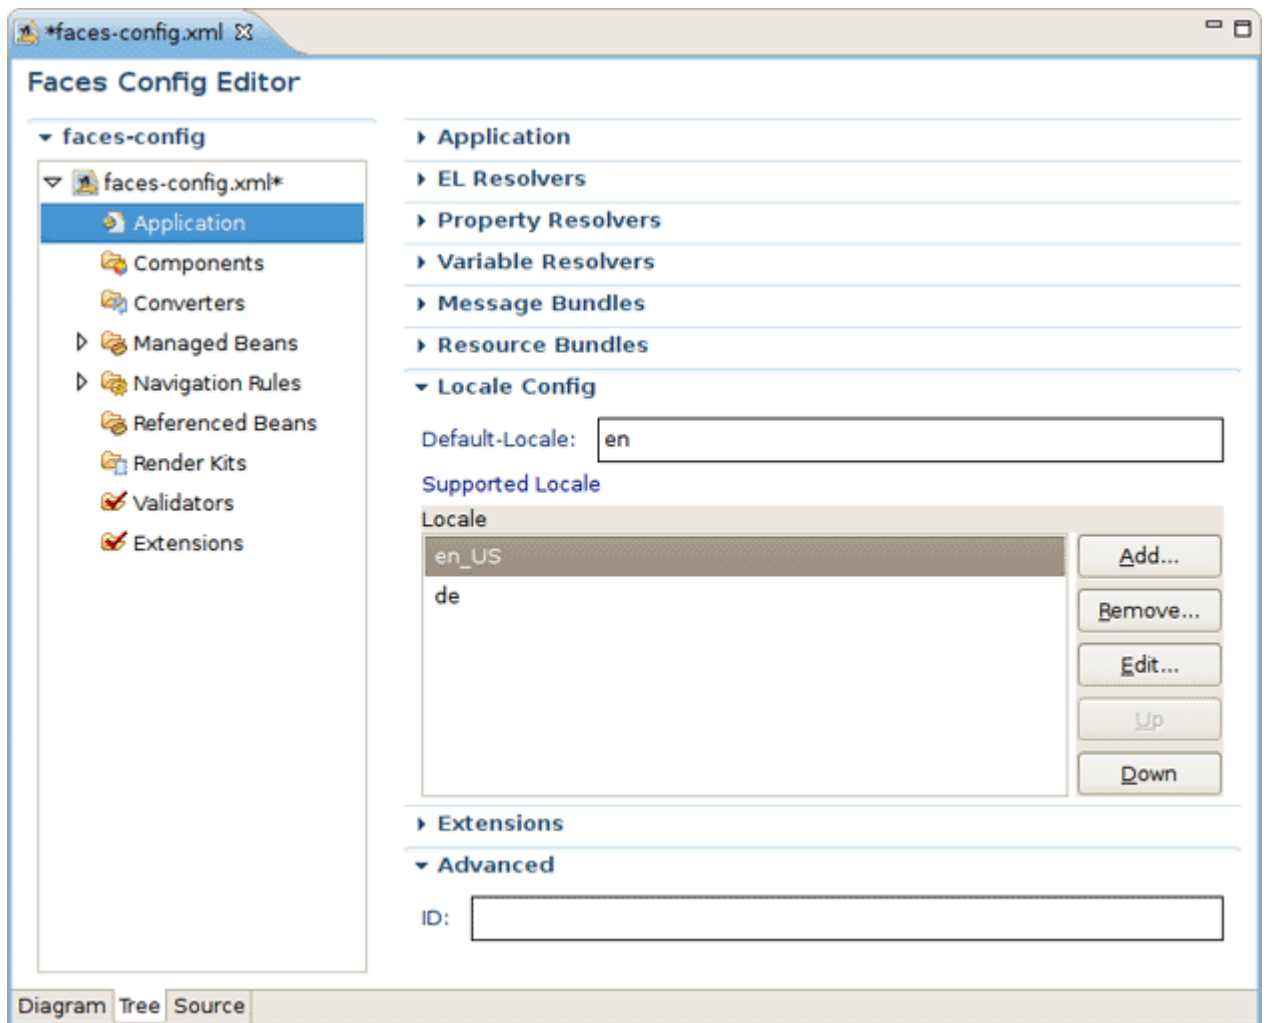 *faces-config.xml
Faces Config Editor
faces-config
faces-config.xml*
Application
Components
Converters
Managed Beans
Navigation Rules
Referenced Beans
Render Kits
Validators
Extensions
Application
EL Resolvers
Property Resolvers
Variable Resolvers
Message Bundles
Resource Bundles
Locale Config
Default-Locale: en
Supported Locale
Locale
en_US
de
Add...
Remove...
Edit...
Up
Down
Extensions
Advanced
ID:
Diagram Tree Source